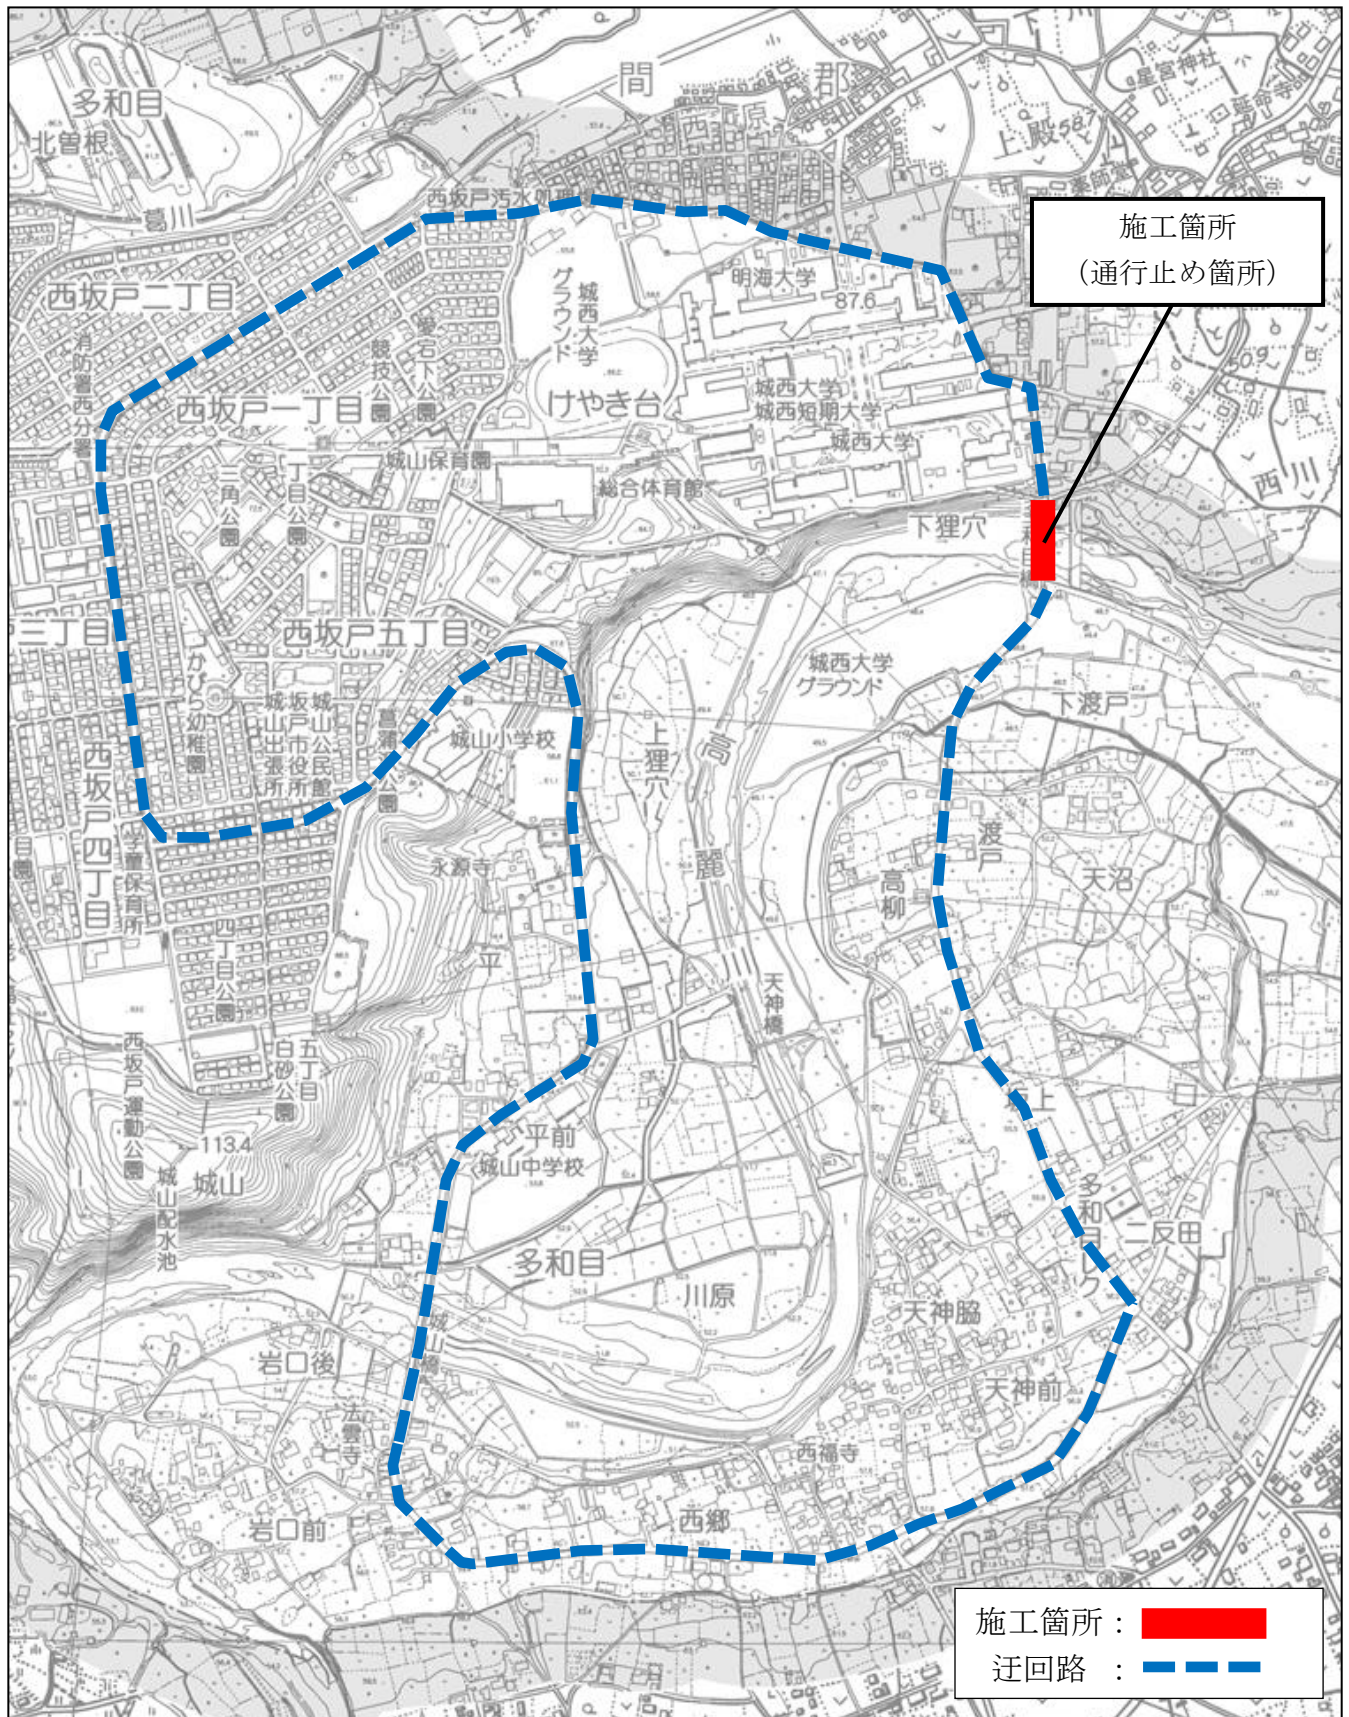 間
郡
多和目
北曽根
葛川
西原
星宮神社
延命寺
上殿
58.7
薬師堂
下川
西坂戸汚水処理
施工箇所
(通行止め箇所)
西坂戸二丁目
城西大学
グラウンド
明海大学
87.6
愛石下公園
競技公園
消防署西分署
西坂戸一丁目
けやき台
城西大学
城西短期大学
城西大学
城山保育園
総合体育館
三角公園
一丁目公園
下狸穴
西川
戸三丁目
西坂戸五丁目
城西大学
グラウンド
下渡戸
かぴら幼稚園
城山公民館
坂戸市役所
城山出張所
菖蒲公園
城山小学校
上狸穴
高麗川
西坂戸四丁目
学童保育所
永源寺
渡戸
高柳
天沼
四丁目公園
平
天神橋
西坂戸運動公園
五丁目
白砂公園
113.4
城山
城山配水池
平前
城山中学校
坂上
二反田
多和目
川原
天神脇
天神前
城山橋
岩口後
法雲寺
西福寺
岩口前
西郷
施工箇所：
迂回路 ：